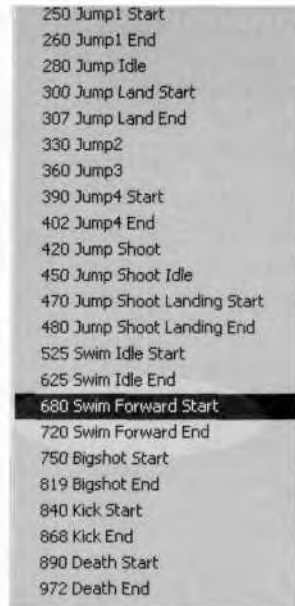 250 Jump1 Start
260 Jump1 End
280 Jump Idle
300 Jump Land Start
307 Jump Land End
330 Jump2
360 Jump3
390 Jump4 Start
402 Jump4 End
420 Jump Shoot
450 Jump Shoot Idle
470 Jump Shoot Landing Start
480 Jump Shoot Landing End
525 Swim Idle Start
625 Swim Idle End
680 Swim Forward Start
720 Swim Forward End
750 Bigshot Start
819 Bigshot End
840 Kick Start
868 Kick End
890 Death Start
972 Death End